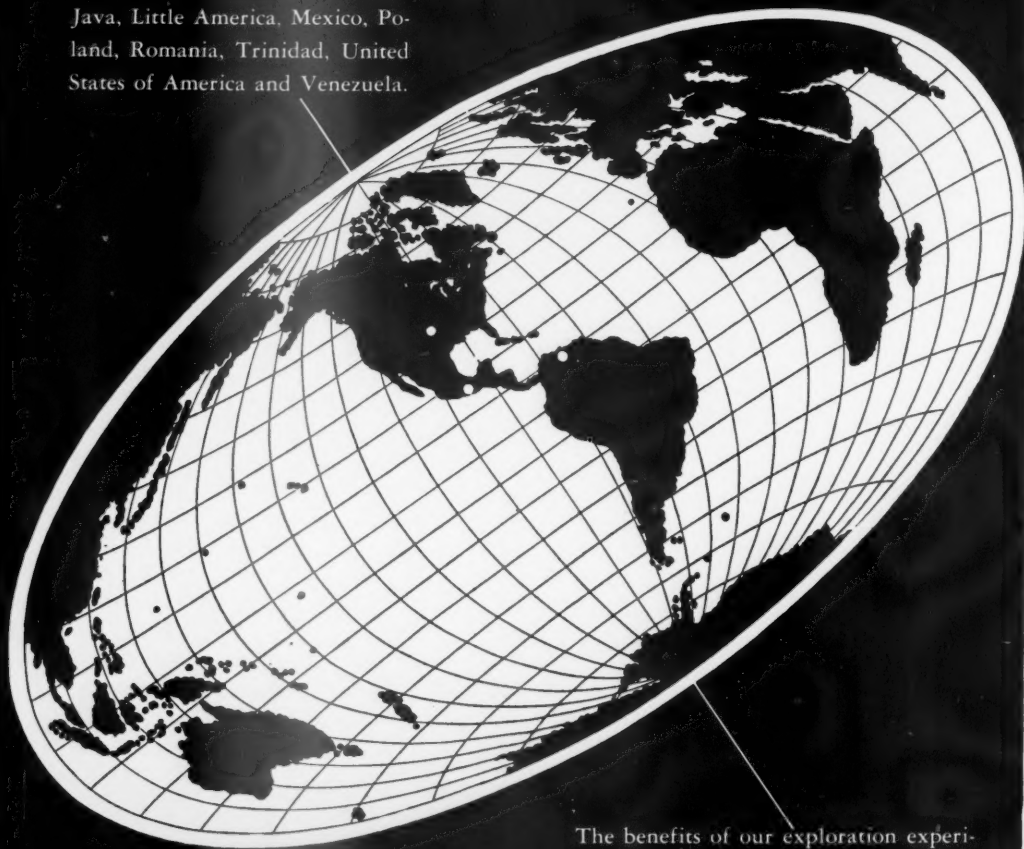 Java, Little America, Mexico, Po-
land, Romania, Trinidad, United
States of America and Venezuela.
The benefits of our exploration experi-